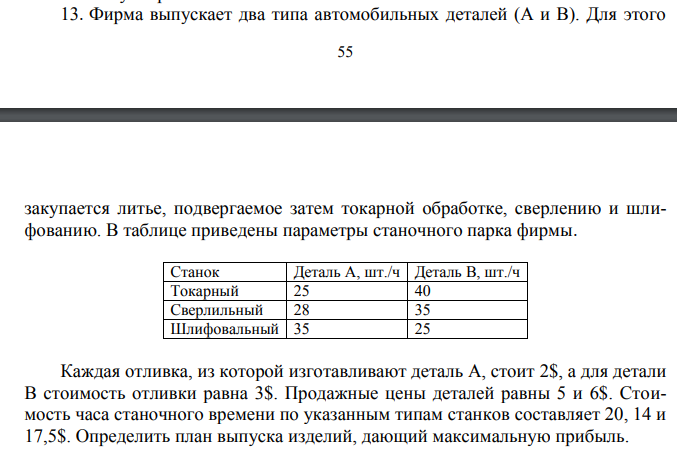 13. Фирма выпускает два типа автомобильных деталей (А и В). Для этого
55
закупается литье, подвергаемое затем токарной обработке, сверлению и шли-
фованию. В таблице приведены параметры станочного парка фирмы.
Станок Деталь А, шт./ч Деталь В, шт./ч
Токарный 25 40
Сверлильный 28 35
Шлифовальный 35 25
Каждая отливка, из которой изготавливают деталь А, стоит 2$, а для детали
В стоимость отливки равна 3$. Продажные цены деталей равны 5 и 6$. Стои-
мость часа станочного времени по указанным типам станков составляет 20, 14 и
17,5$. Определить план выпуска изделий, дающий максимальную прибыль.